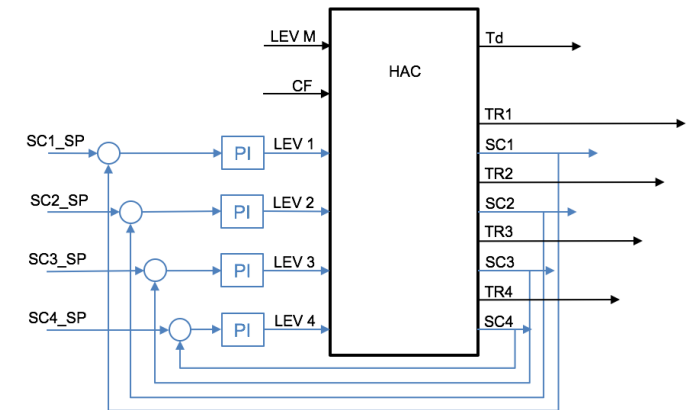 LEV M
Td
HAC
CF
TR1
SC1_SP
PI
LEV 1
SC1
TR2
SC2_SP
PI
LEV 2
SC2
TR3
SC3_SP
PI
LEV 3
SC3
TR4
SC4_SP
PI
LEV 4
SC4